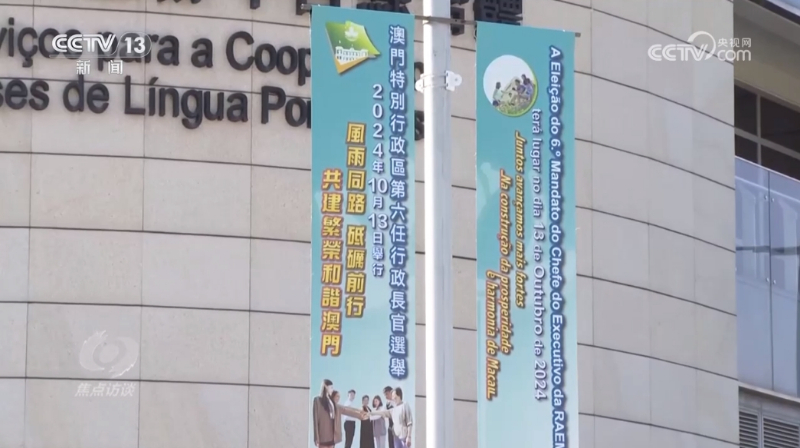 CCTV 13
新闻
CCTV 央视网
com
viços para a Coop
ses de Língua Por
澳門特別行政區第六任行政長官選舉
2024年10月13日舉行
風雨同路 砥礪前行
共建繁榮和諧澳門
A Eleição do 6.º Mandato do Chefe do Executivo da RAEM
terá lugar no dia 13 de Outubro de 2024
Juntos avançamos mais fortes
Na construção da prosperidade
e harmonia de Macau
焦点访谈